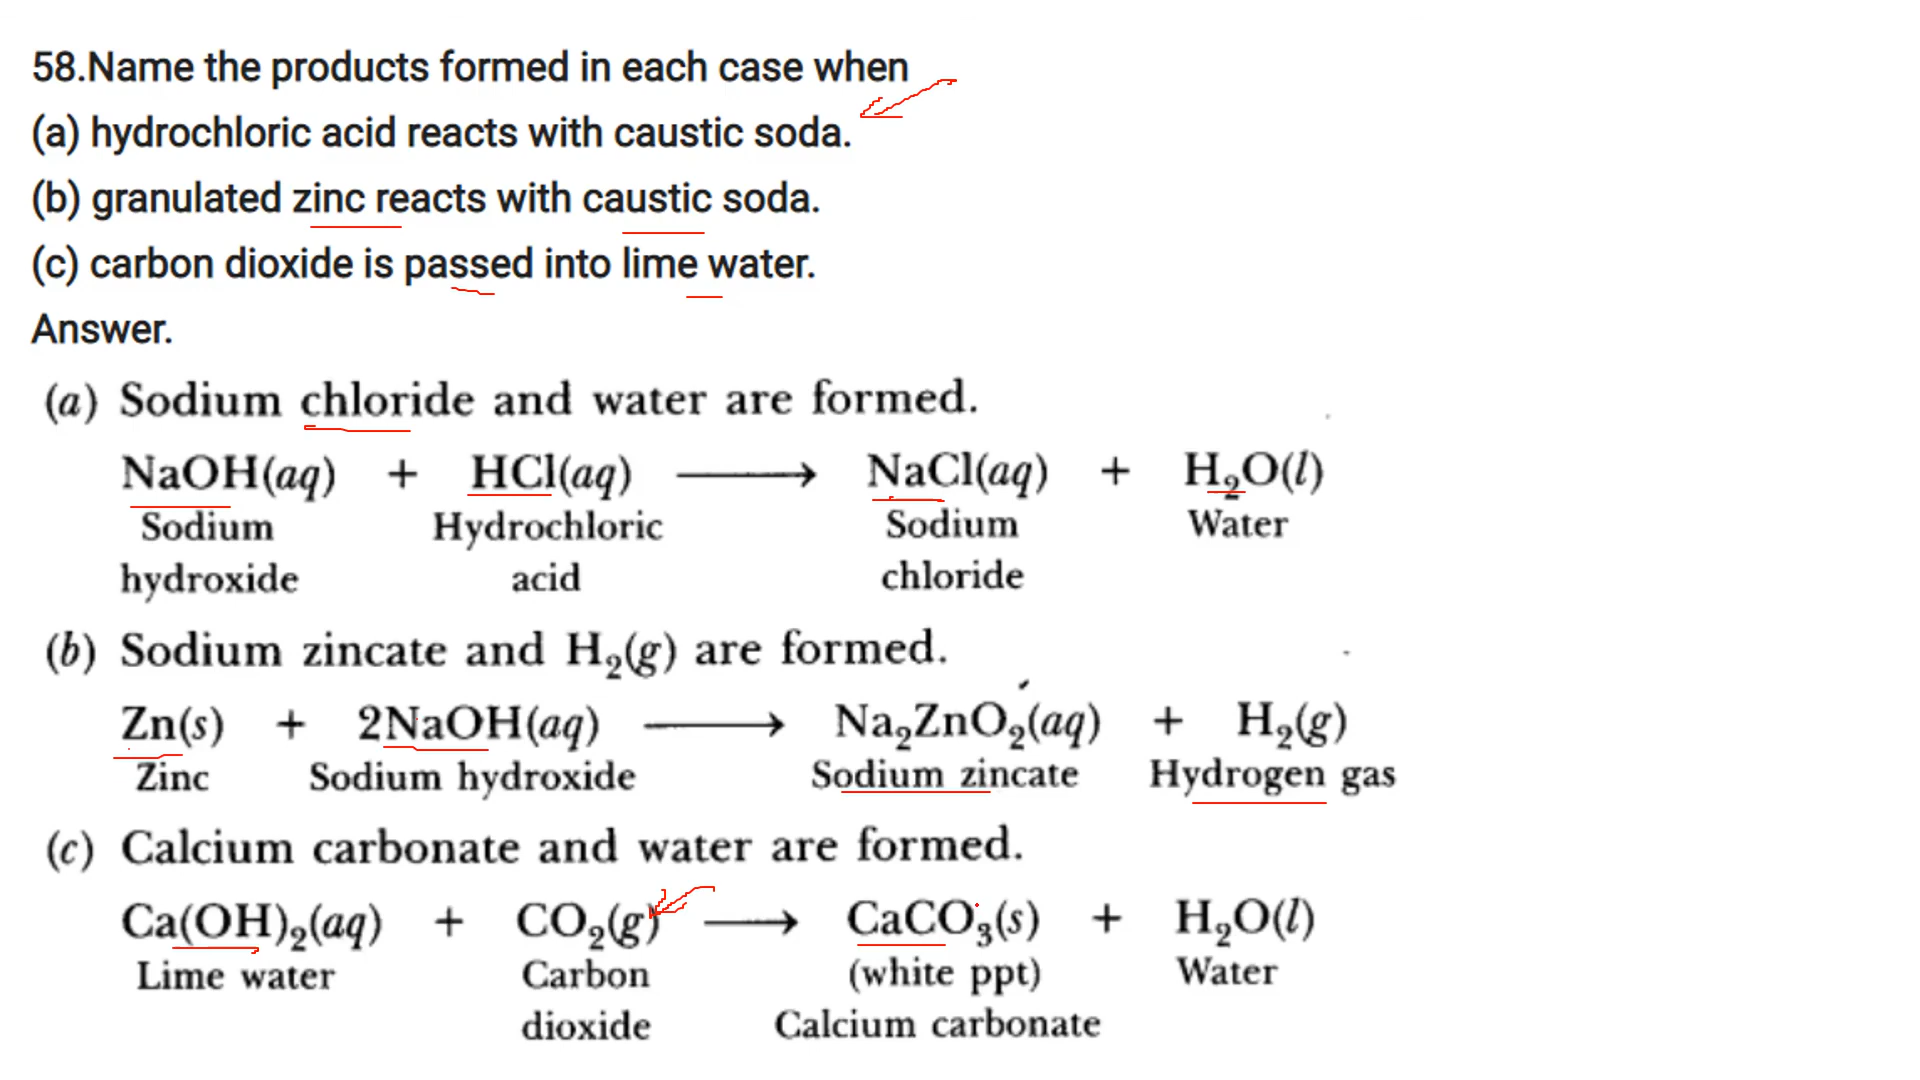 58.Name the products formed in each case when
(a) hydrochloric acid reacts with caustic soda.
(b) granulated zinc reacts with caustic soda.
(c) carbon dioxide is passed into lime water.
Answer.
(a) Sodium chloride and water are formed.
NaOH(aq) + HCl(aq) ⟶ NaCl(aq) + H₂O(l)
Sodium Hydrochloric Sodium Water
hydroxide acid chloride
(b) Sodium zincate and H₂(g) are formed.
Zn(s) + 2NaOH(aq) ⟶ Na₂ZnO₂(aq) + H₂(g)
Zinc Sodium hydroxide Sodium zincate Hydrogen gas
(c) Calcium carbonate and water are formed.
Ca(OH)₂(aq) + CO₂(g) ⟶ CaCO₃(s) + H₂O(l)
Lime water Carbon (white ppt) Water
dioxide Calcium carbonate